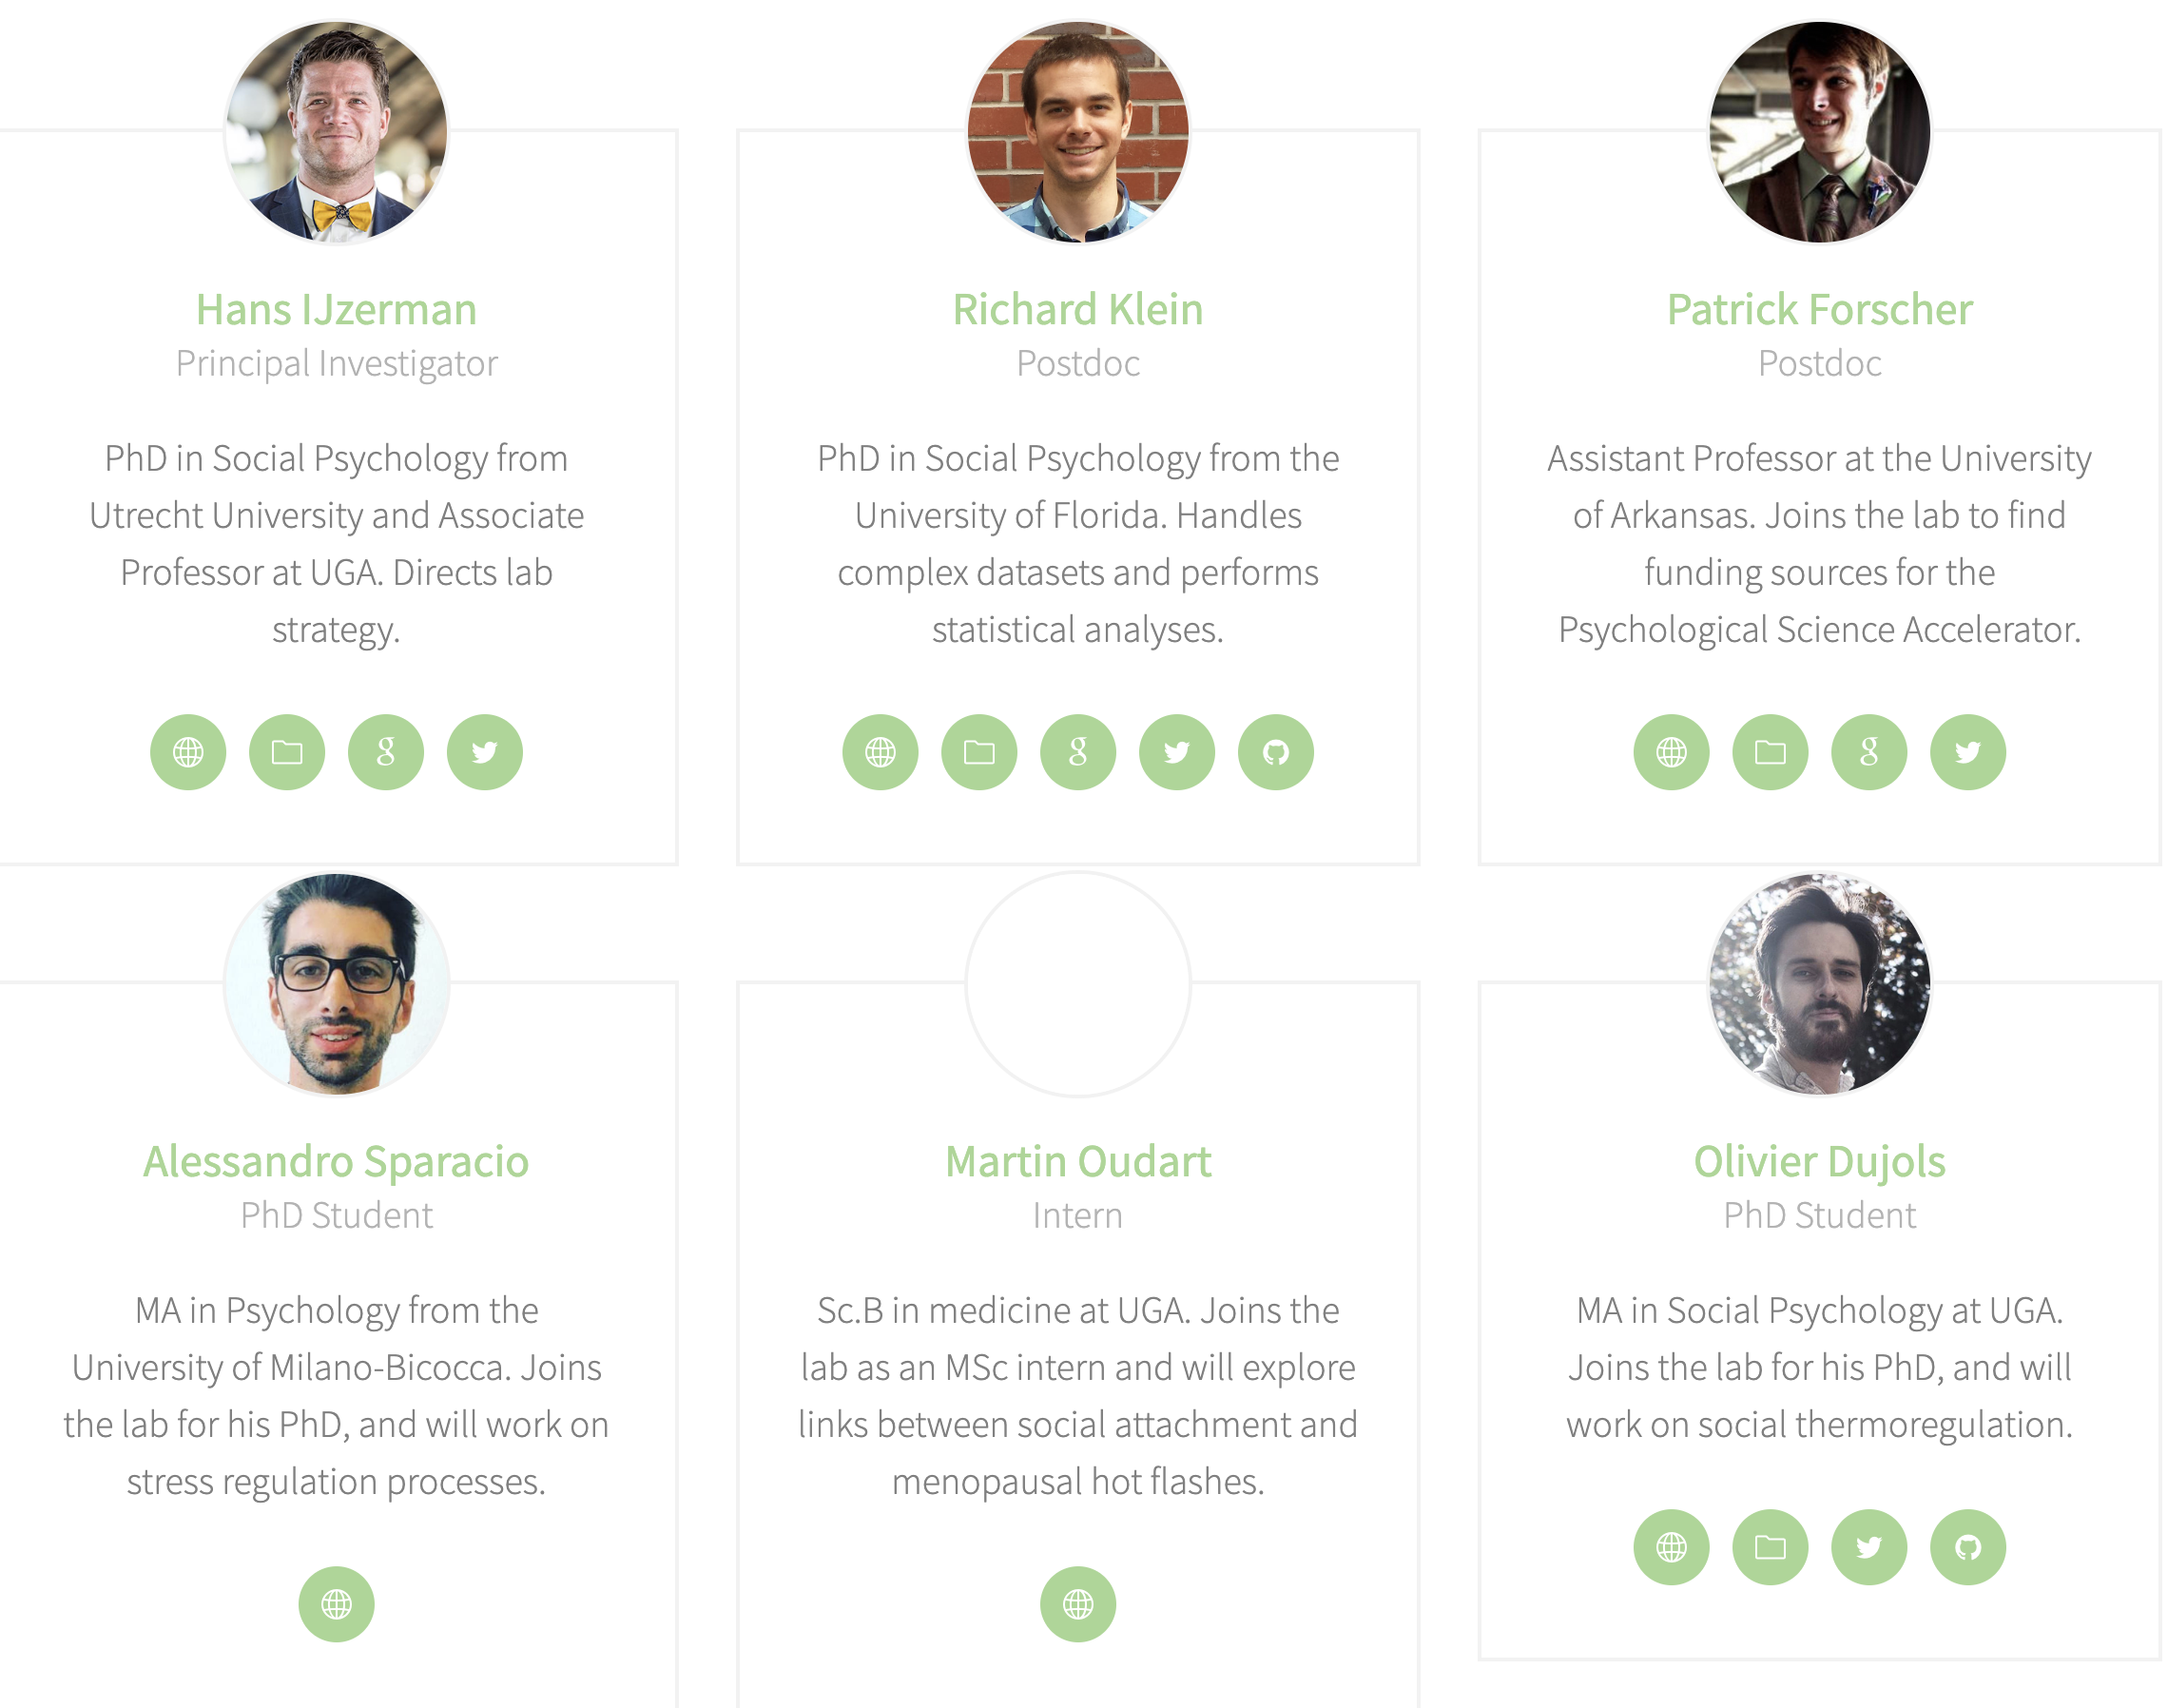 Hans IJzerman
Principal Investigator
PhD in Social Psychology from
Utrecht University and Associate
Professor at UGA. Directs lab
strategy.
g
Richard Klein
Postdoc
PhD in Social Psychology from the
University of Florida. Handles
complex datasets and performs
statistical analyses.
g
Patrick Forscher
Postdoc
Assistant Professor at the University
of Arkansas. Joins the lab to find
funding sources for the
Psychological Science Accelerator.
g
Alessandro Sparacio
PhD Student
MA in Psychology from the
University of Milano-Bicocca. Joins
the lab for his PhD, and will work on
stress regulation processes.
Martin Oudart
Intern
Sc.B in medicine at UGA. Joins the
lab as an MSc intern and will explore
links between social attachment and
menopausal hot flashes.
Olivier Dujols
PhD Student
MA in Social Psychology at UGA.
Joins the lab for his PhD, and will
work on social thermoregulation.